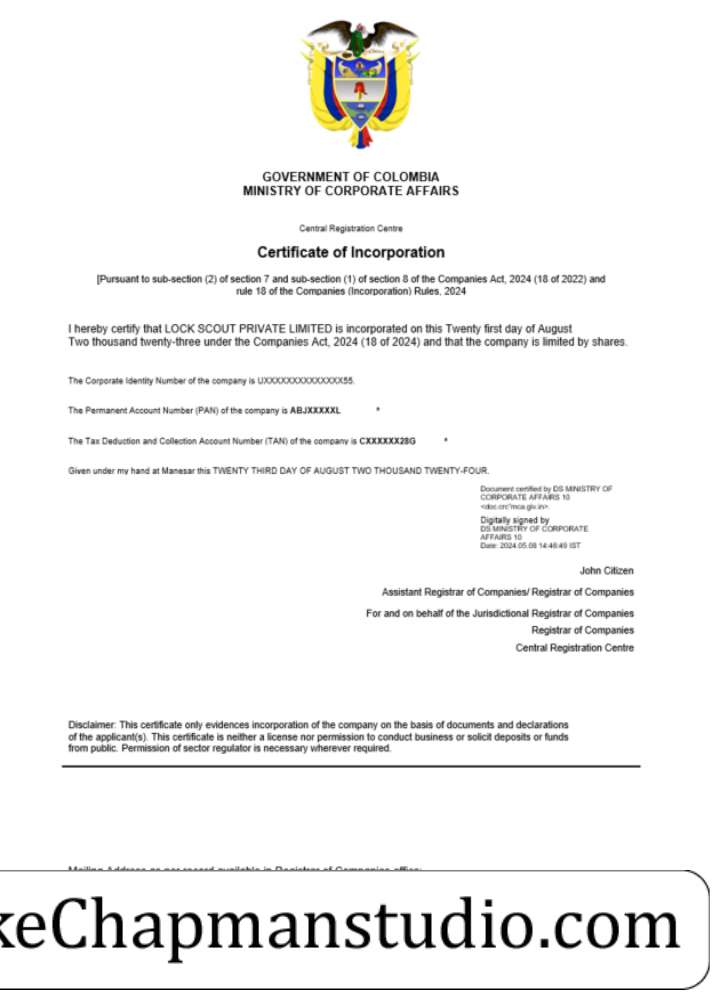 GOVERNMENT OF COLOMBIA
MINISTRY OF CORPORATE AFFAIRS
Central Registration Centre
Certificate of Incorporation
[Pursuant to sub-section (2) of section 7 and sub-section (1) of section 8 of the Companies Act, 2024 (18 of 2022) and
rule 18 of the Companies (Incorporation) Rules, 2024
I hereby certify that LOCK SCOUT PRIVATE LIMITED is incorporated on this Twenty first day of August
Two thousand twenty-three under the Companies Act, 2024 (18 of 2024) and that the company is limited by shares.
The Corporate Identity Number of the company is UXXXXXXXXXXXXXX55.
The Permanent Account Number (PAN) of the company is ABJXXXXXL *
The Tax Deduction and Collection Account Number (TAN) of the company is CXXXXXX28G *
Given under my hand at Manesar this TWENTY THIRD DAY OF AUGUST TWO THOUSAND TWENTY-FOUR.
Document certified by DS MINISTRY OF
CORPORATE AFFAIRS 10
Digitally signed by
DS MINISTRY OF CORPORATE
AFFAIRS 10
Date: 2024.05.08 14:46:49 IST
John Citizen
Assistant Registrar of Companies/ Registrar of Companies
For and on behalf of the Jurisdictional Registrar of Companies
Registrar of Companies
Central Registration Centre
Disclaimer: This certificate only evidences incorporation of the company on the basis of documents and declarations
of the applicant(s). This certificate is neither a license nor permission to conduct business or solicit deposits or funds
from public. Permission of sector regulator is necessary wherever required.
Mailing Address as per record available in Registrar of Companies office:
keChapmanstudio.com